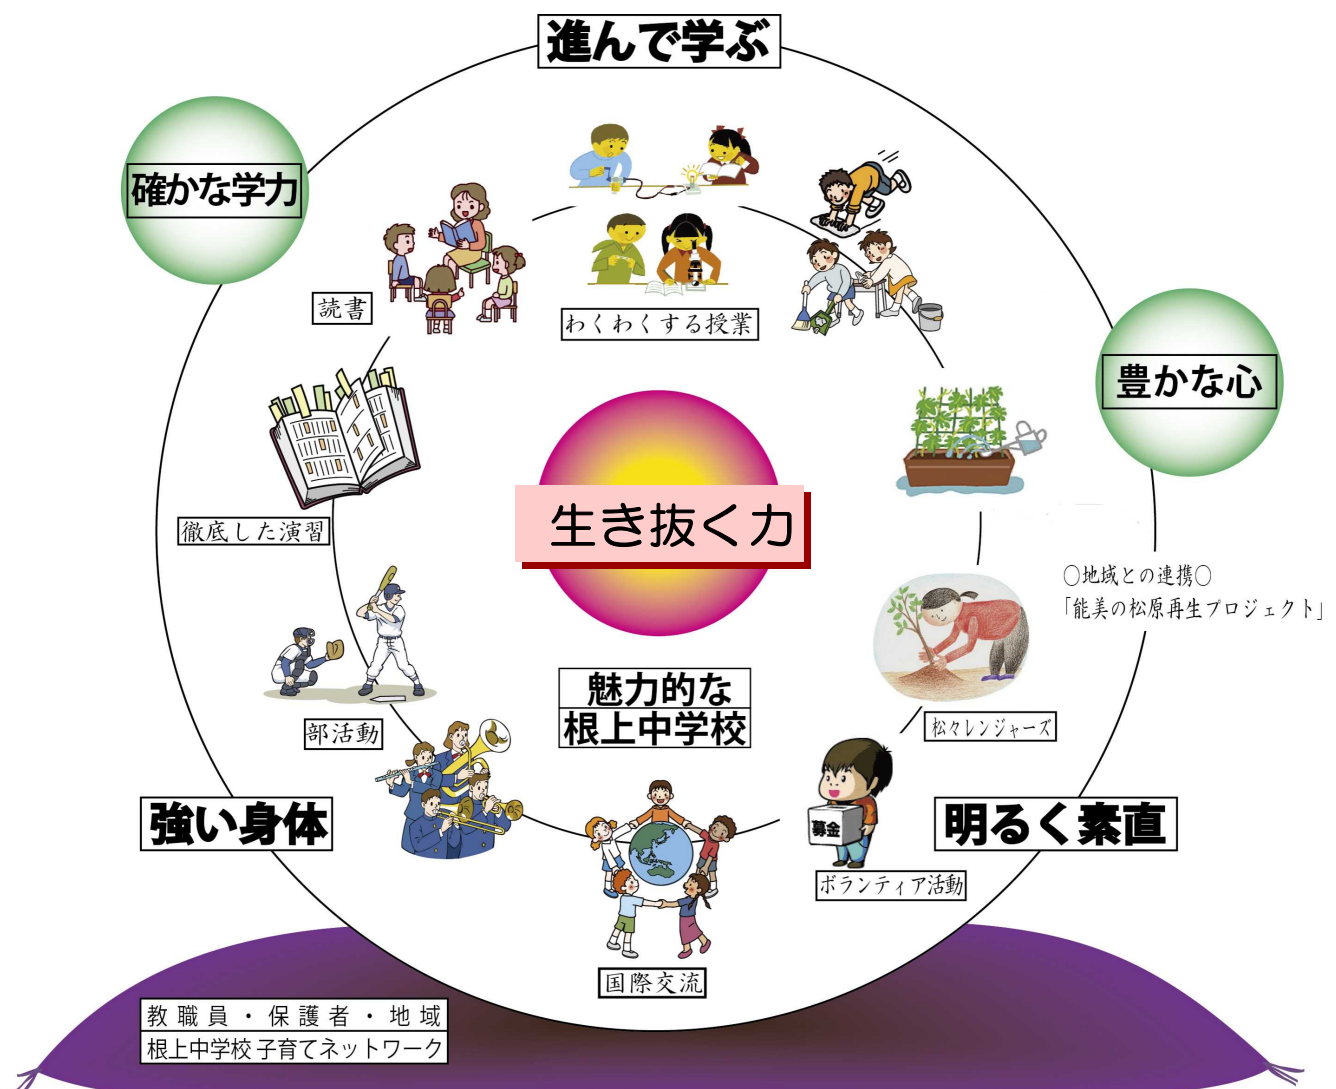 進んで学ぶ
確かな学力
読書
わくわくする授業
豊かな心
徹底した演習
生き抜く力
○地域との連携○
「能美の松原再生プロジェクト」
部活動
魅力的な
根上中学校
松々レンジャーズ
強い身体
募金
明るく素直
ボランティア活動
国際交流
教職員・保護者・地域
根上中学校 子育てネットワーク